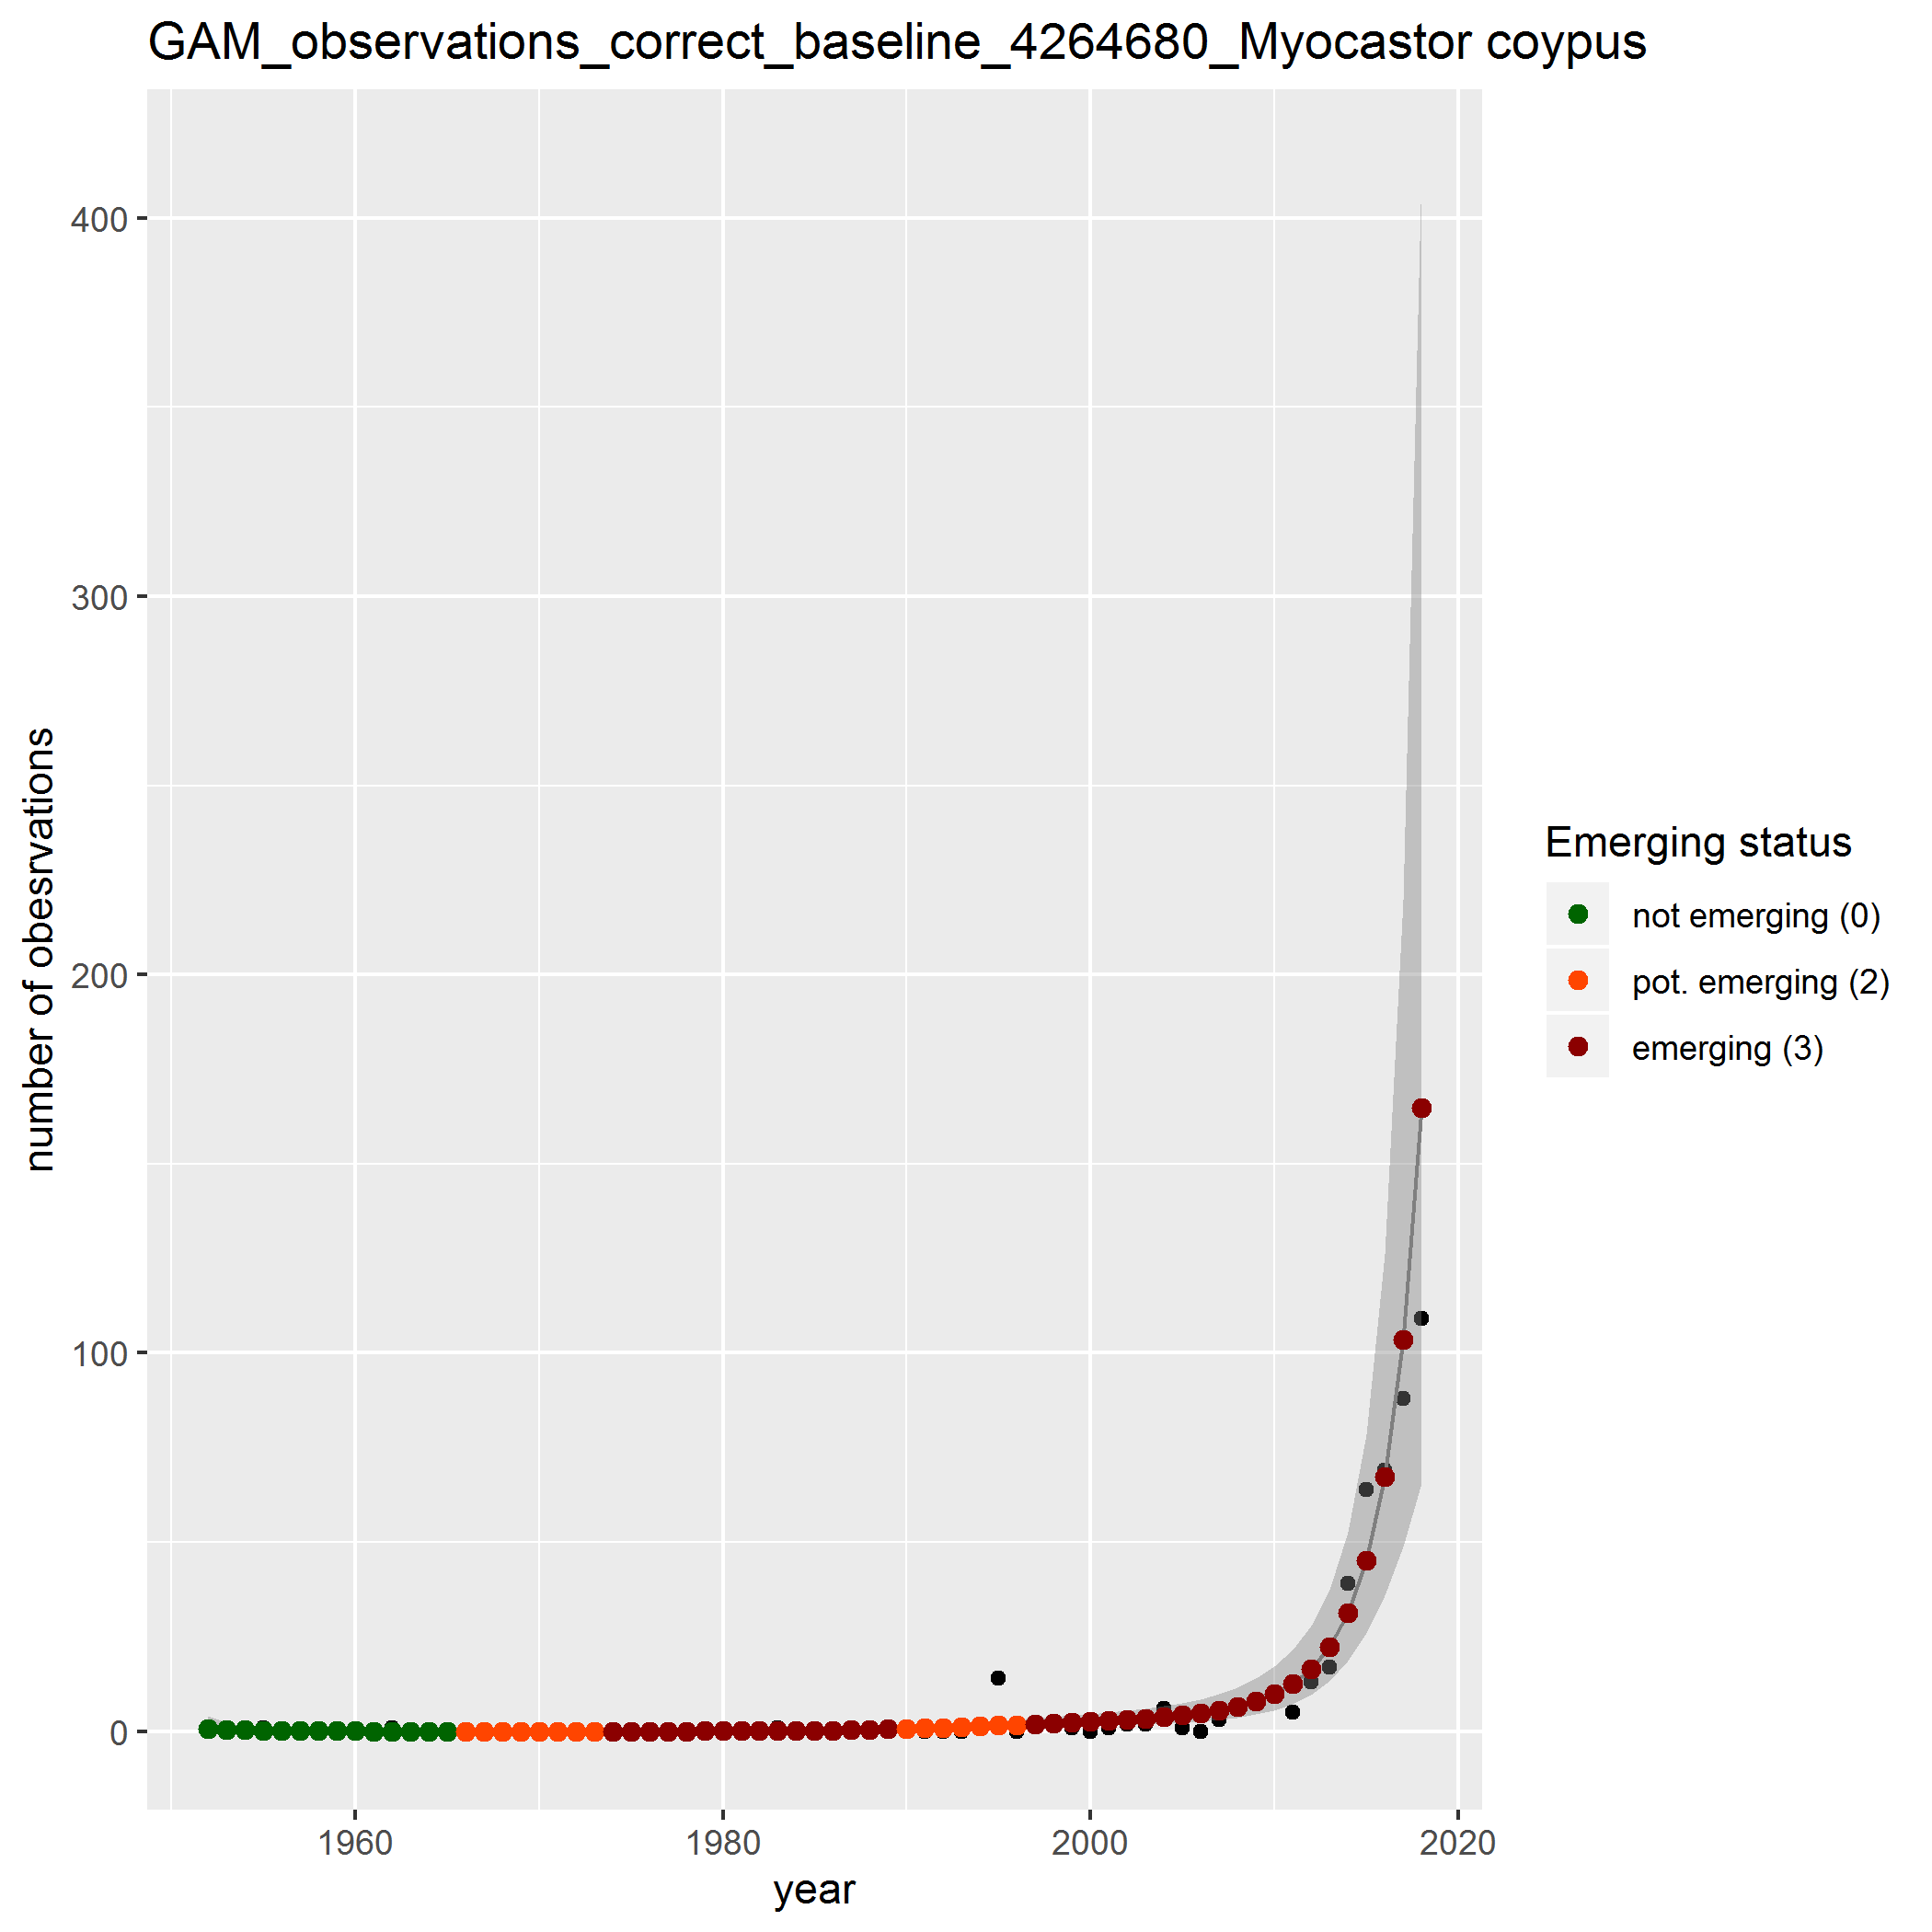 GAM_observations_correct_baseline_4264680_Myocastor coypus
400
300
200
100
0
number of obesrvations
1960
1980
2000
2020
year
Emerging status
not emerging (0)
pot. emerging (2)
emerging (3)